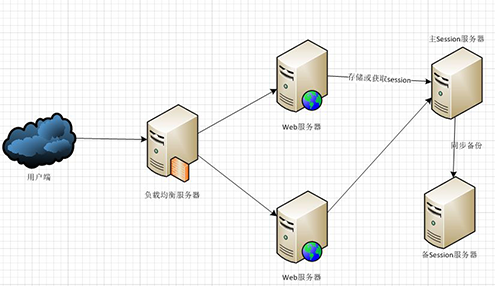 主Session服务器
存储或获取session
Web服务器
同步备份
用户端
负载均衡服务器
备Session服务器
Web服务器